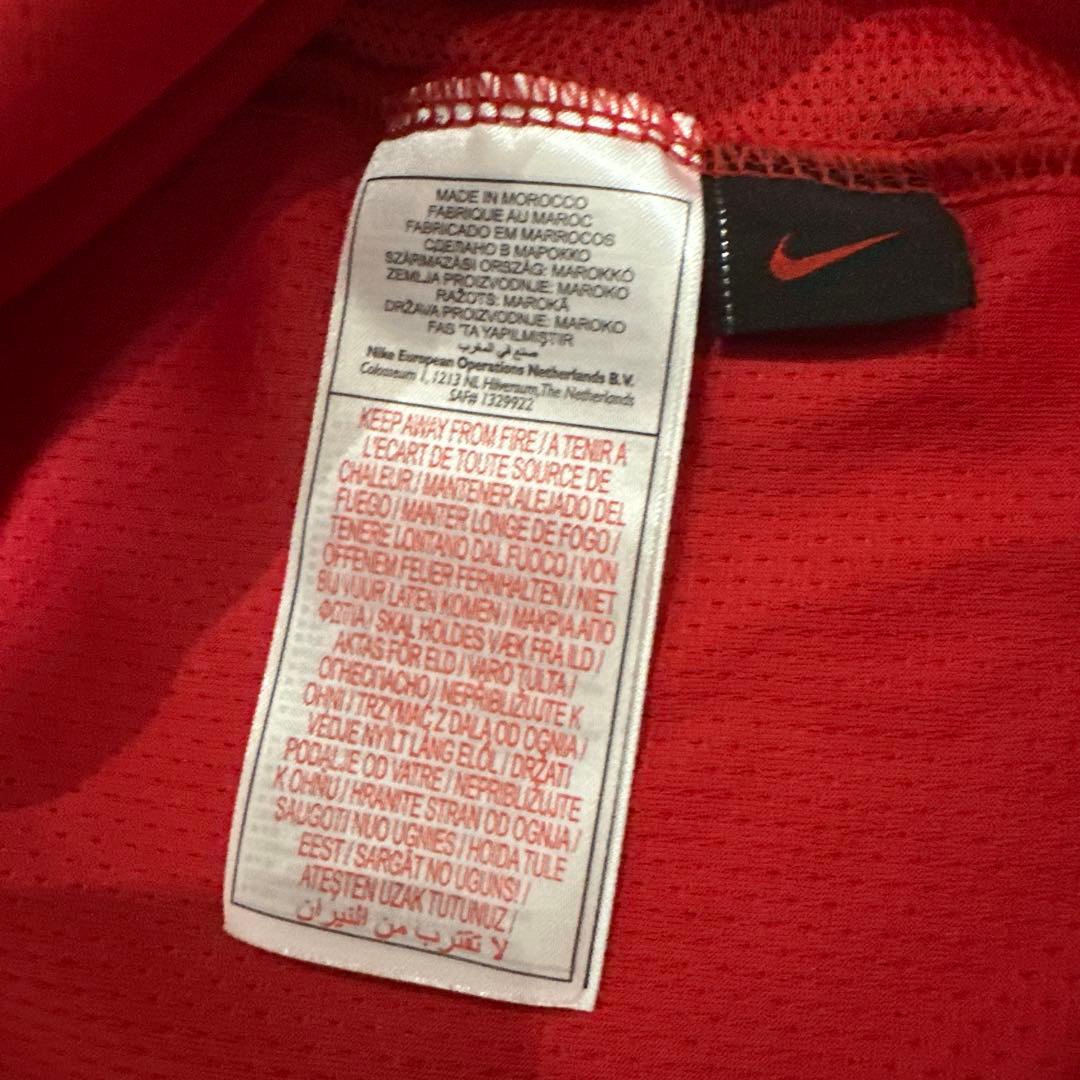 MADE IN MOROCCO
FABRIQUE AU MAROC
FABRICADO EM MARROCOS
СДЕЛАНО В МАРОККО
SZÁRMAZÁSI ORSZÁG: MAROKKÓ
ZEMLJA PROIZVODNJE: MAROKO
RAŽOTS: MAROKĀ
DRŽAVA PROIZVODNJE: MAROKO
FAS 'TA YAPILMIŞTIR
صنع في المغرب
Nike European Operations Netherlands B.V.
Colosseum 1, 1213 NL Hilversum, The Netherlands
SAF# 1329922
KEEP AWAY FROM FIRE / A TENIR A
L'ECART DE TOUTE SOURCE DE
CHALEUR / MANTENER ALEJADO DEL
FUEGO / MANTER LONGE DE FOGO /
TENERE LONTANO DAL FUOCO / VON
OFFENEM FEUER FERNHALTEN / NIET
BIJ VUUR LATEN KOMEN / ΜΑΚΡΙΑ ΑΠΟ
ΦΩΤΙΑ / SKAL HOLDES VÆK FRA ILD /
AKTAS FÖR ELD / VARO TULTA /
ОГНЕОПАСНО / NEPŘIBLIŽUJTE K
OHNI / TRZYMAĆ Z DALA OD OGNIA /
VEDJE NYÍLT LÁNG ELŐL / DRŽATI
PODALJE OD VATRE / NEPRIBLIŽUJTE
K OHŇU / HRANITE STRAN OD OGNJA /
SAUGOTI NUO UGNIES / HOIDA TULE
EEST / SARGĀT NO UGUNS! /
ATEŞTEN UZAK TUTUNUZ /
لا تقترب من النيران